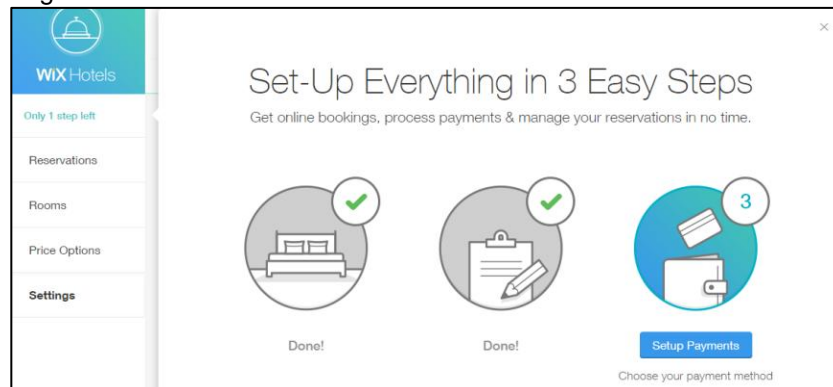 WiX Hotels
Only 1 step left
Reservations
Rooms
Price Options
Settings
×
Set-Up Everything in 3 Easy Steps
Get online bookings, process payments & manage your reservations in no time.
3
Done!
Done!
Setup Payments
Choose your payment method